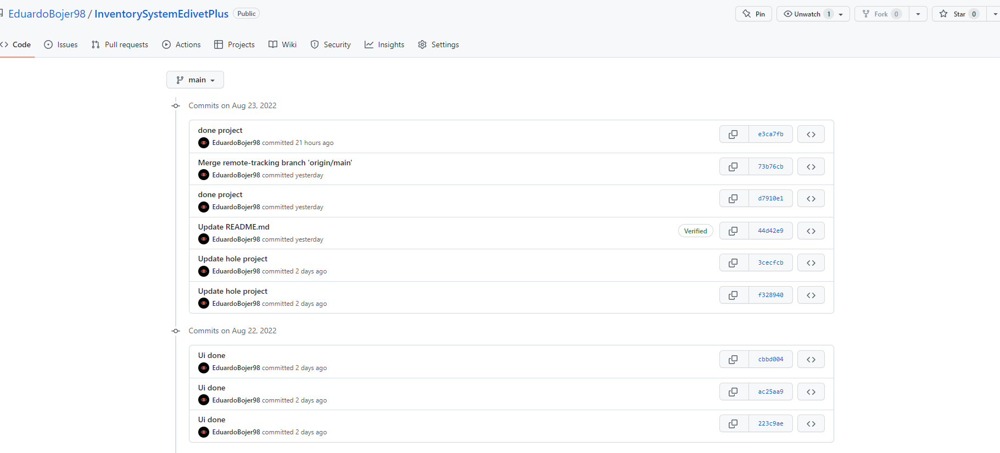 EduardoBojer98 / InventorySystemEdivetPlus Public
Pin Unwatch 1 Fork 0 Star 0
Code Issues Pull requests Actions Projects Wiki Security Insights Settings
main
Commits on Aug 23, 2022
done project
EduardoBojer98 committed 21 hours ago
e3ca7fb
Merge remote-tracking branch 'origin/main'
EduardoBojer98 committed yesterday
73b76cb
done project
EduardoBojer98 committed yesterday
d7910e1
Update README.md
EduardoBojer98 committed yesterday
Verified 44d42e9
Update hole project
EduardoBojer98 committed 2 days ago
3cecfcb
Update hole project
EduardoBojer98 committed 2 days ago
f328940
Commits on Aug 22, 2022
Ui done
EduardoBojer98 committed 2 days ago
cbbd004
Ui done
EduardoBojer98 committed 2 days ago
ac25aa9
Ui done
EduardoBojer98 committed 2 days ago
223c9ae